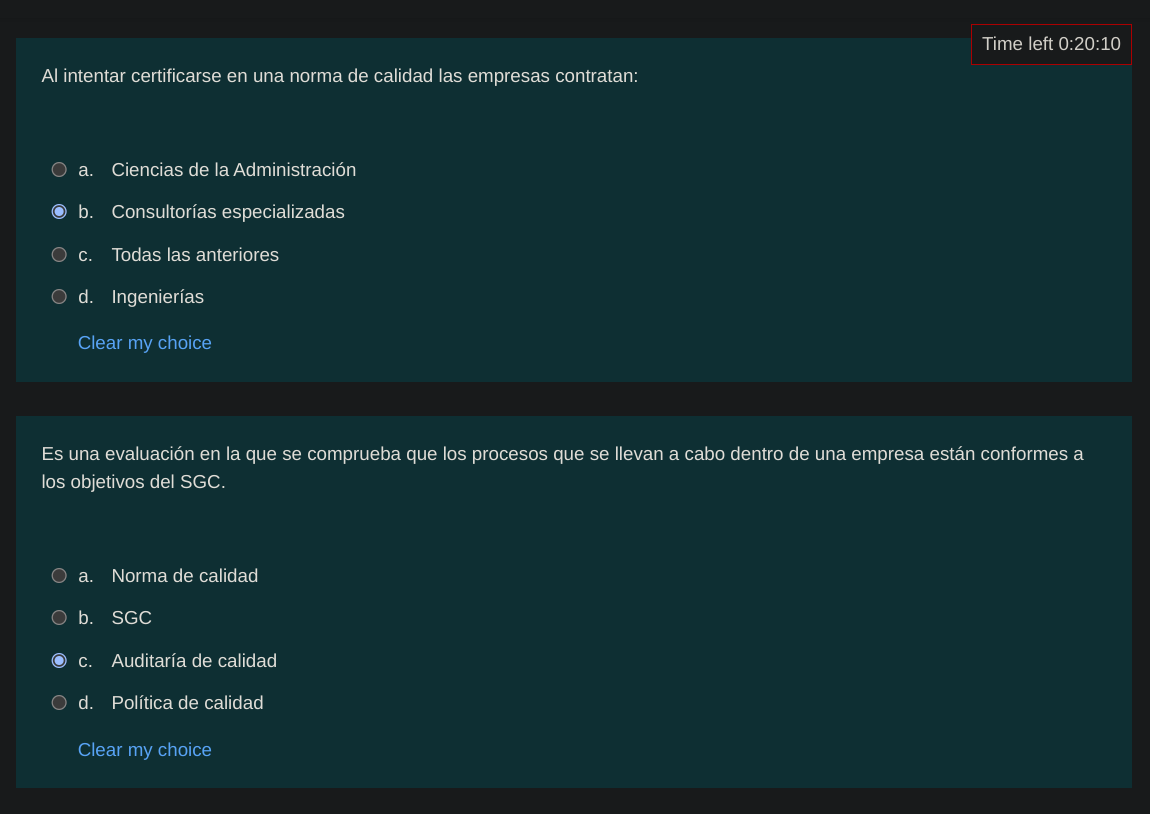 Time left 0:20:10
Al intentar certificarse en una norma de calidad las empresas contratan:
a. Ciencias de la Administración
b. Consultorías especializadas
c. Todas las anteriores
d. Ingenierías
Clear my choice
Es una evaluación en la que se comprueba que los procesos que se llevan a cabo dentro de una empresa están conformes a
los objetivos del SGC.
a. Norma de calidad
b. SGC
c. Auditaría de calidad
d. Política de calidad
Clear my choice